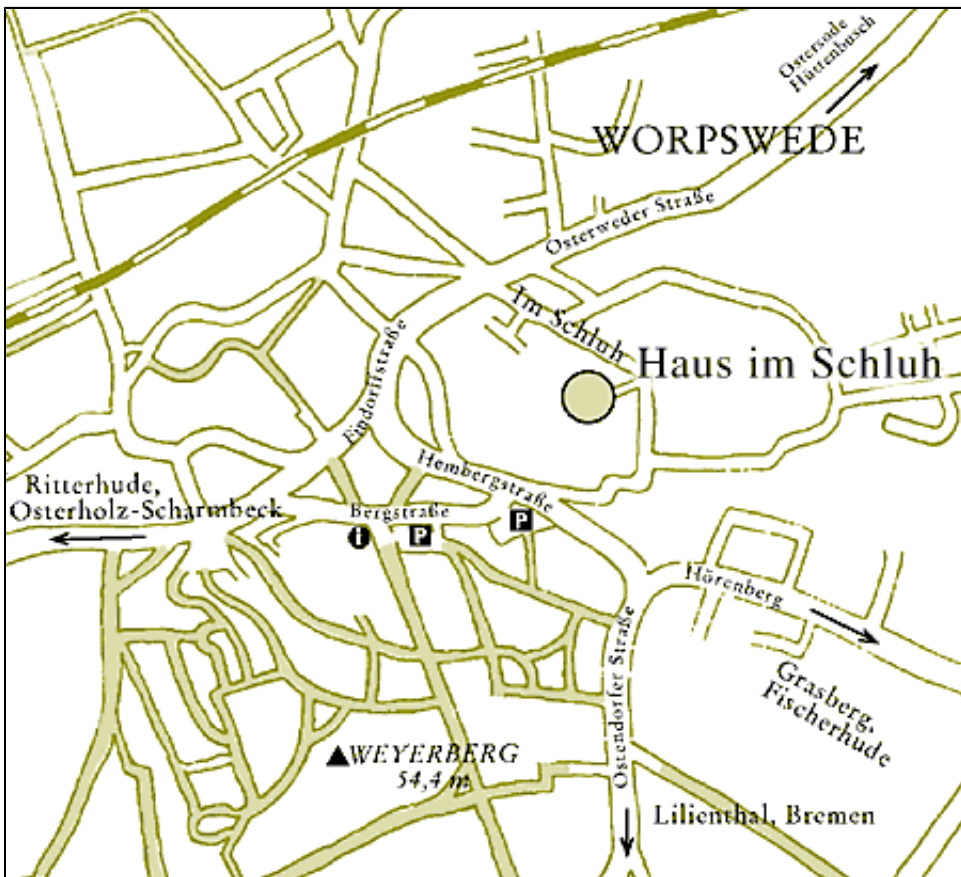 Ostersode
Hüttenbusch
WORPSWEDE
Osterweder Straße
Im Schluh
Haus im Schluh
Findorffstraße
Hembergstraße
Ritterhude,
Osterholz-Scharmbeck
Bergstraße
P
i
P
Hörenberg
Ostendorfer Straße
Grasberg,
Fischerhude
WEYERBERG
54,4 m
Lilienthal, Bremen